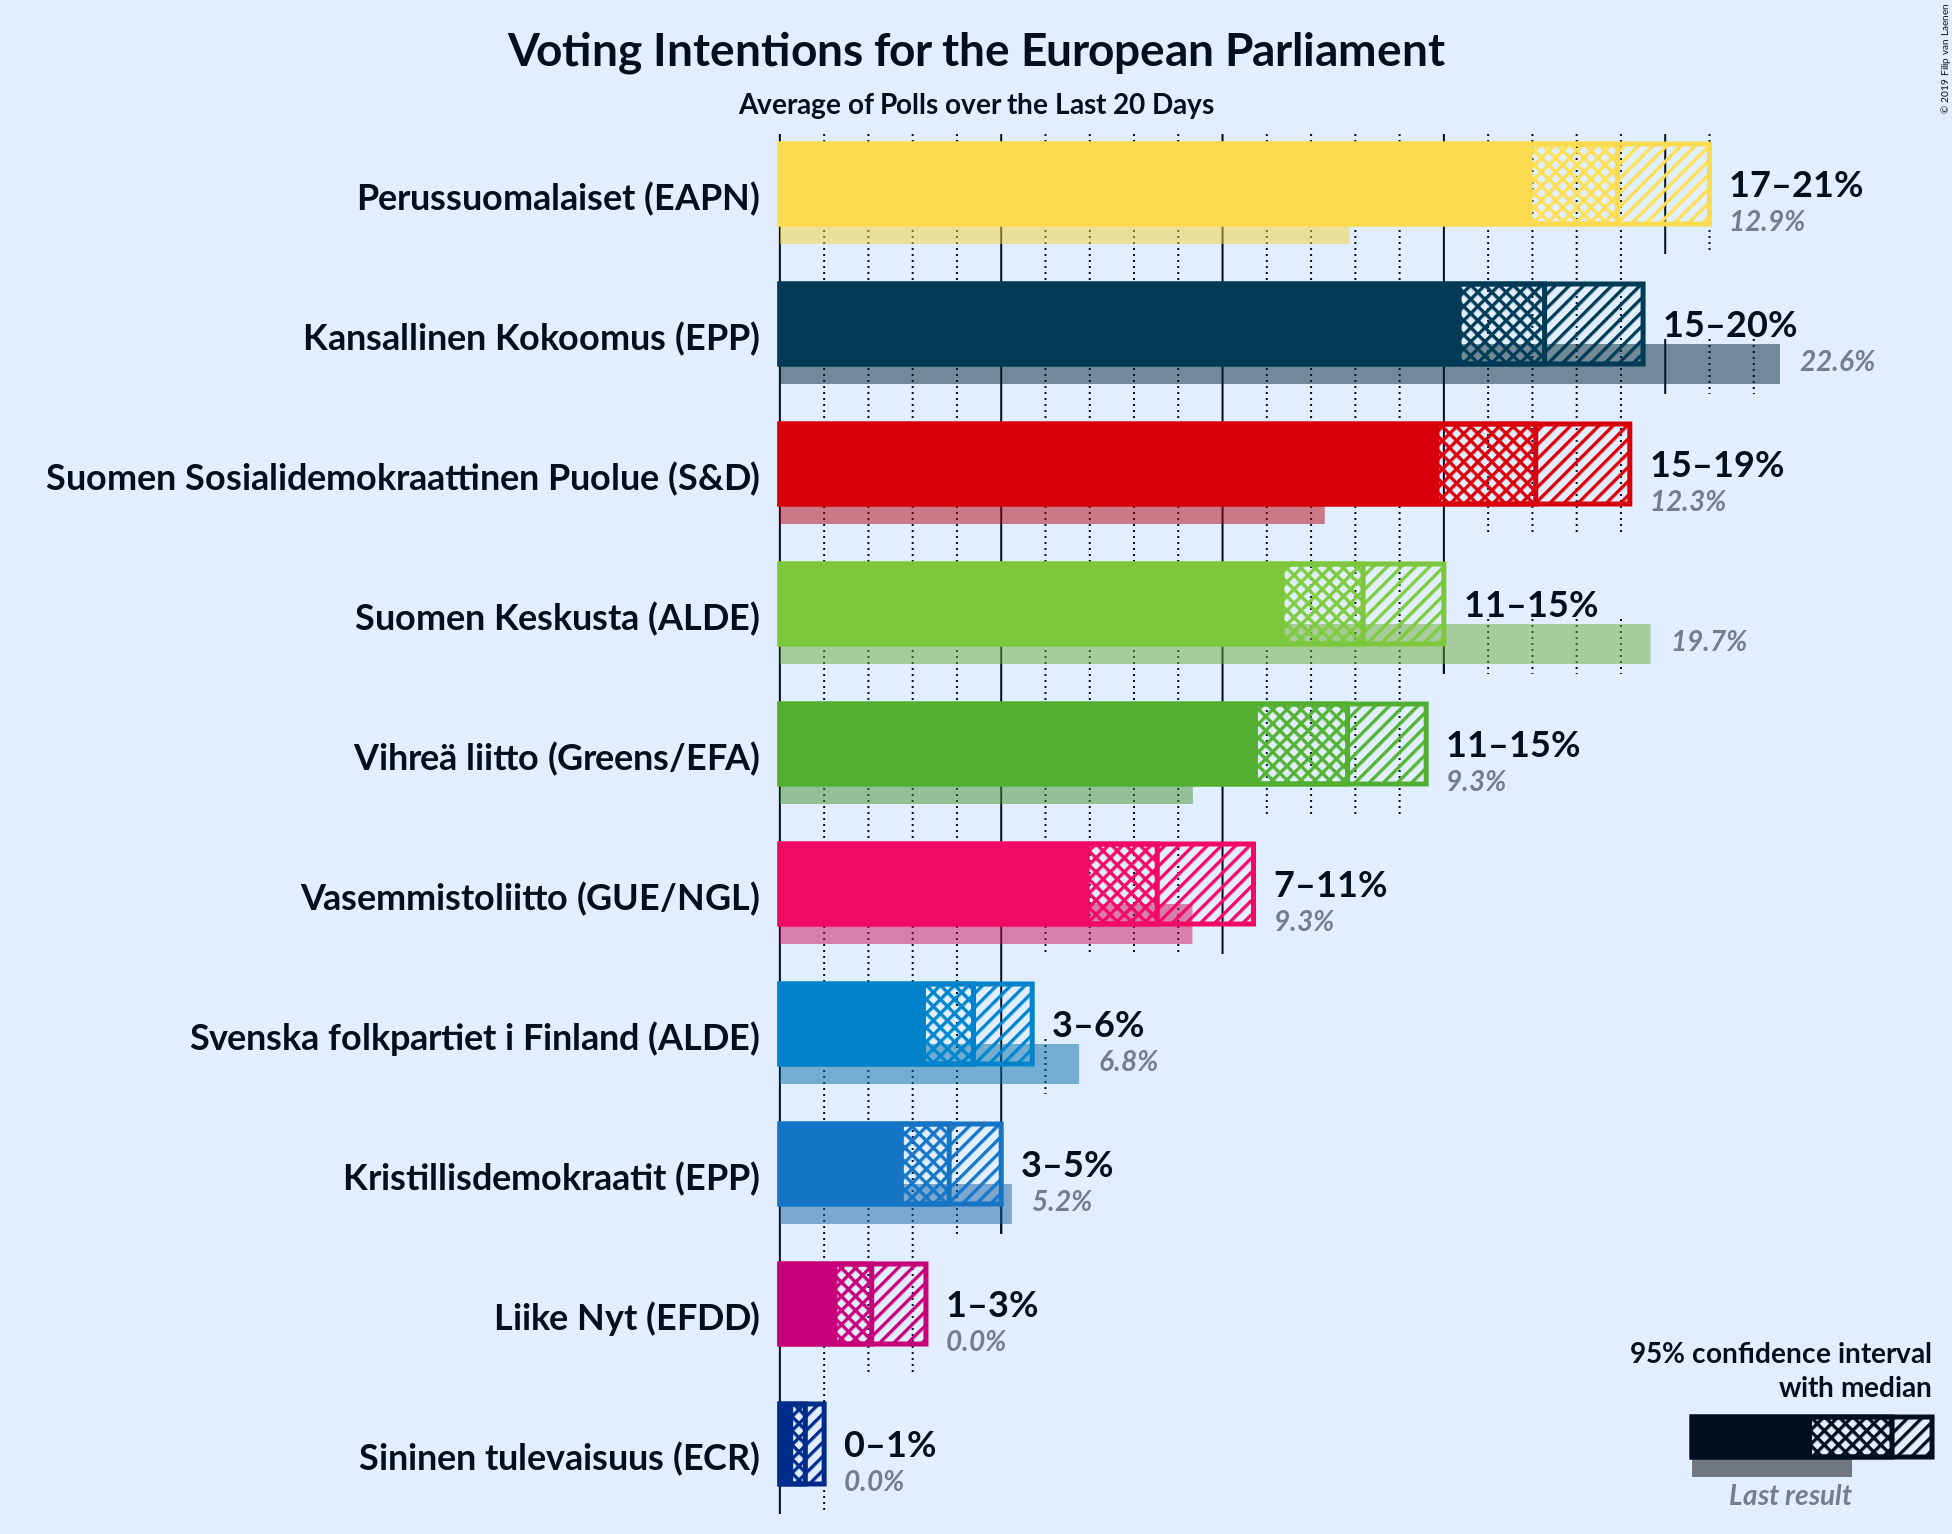 Voting Intentions for the European Parliament
Average of Polls over the Last 20 Days
© 2019 Filip van Laenen
Perussuomalaiset (EAPN)
17–21%
12.9%
Kansallinen Kokoomus (EPP)
15–20%
22.6%
Suomen Sosialidemokraattinen Puolue (S&D)
15–19%
12.3%
Suomen Keskusta (ALDE)
11–15%
19.7%
Vihreä liitto (Greens/EFA)
11–15%
9.3%
Vasemmistoliitto (GUE/NGL)
7–11%
9.3%
Svenska folkpartiet i Finland (ALDE)
3–6%
6.8%
Kristillisdemokraatit (EPP)
3–5%
5.2%
Liike Nyt (EFDD)
1–3%
0.0%
Sininen tulevaisuus (ECR)
0–1%
0.0%
95% confidence interval
with median
Last result